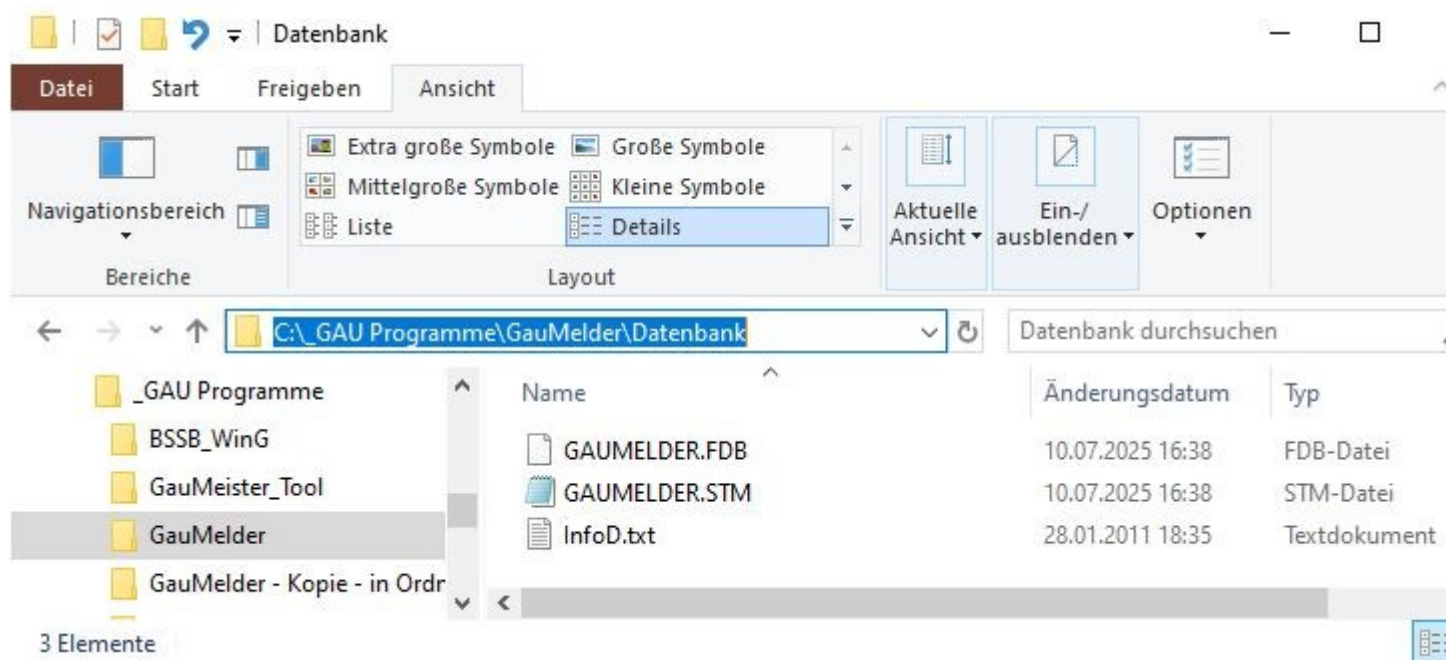 Datenbank
Datei Start Freigeben Ansicht
Extra große Symbole Große Symbole
Mittelgroße Symbole Kleine Symbole
Liste Details
Navigationsbereich
Aktuelle Ansicht
Ein-/ausblenden
Optionen
Bereiche Layout
C:\_GAU Programme\GauMelder\Datenbank Datenbank durchsuchen
_GAU Programme
BSSB_WinG
GauMeister_Tool
GauMelder
GauMelder - Kopie - in Ordn
Name Änderungsdatum Typ
GAUMELDER.FDB 10.07.2025 16:38 FDB-Datei
GAUMELDER.STM 10.07.2025 16:38 STM-Datei
InfoD.txt 28.01.2011 18:35 Textdokument
3 Elemente